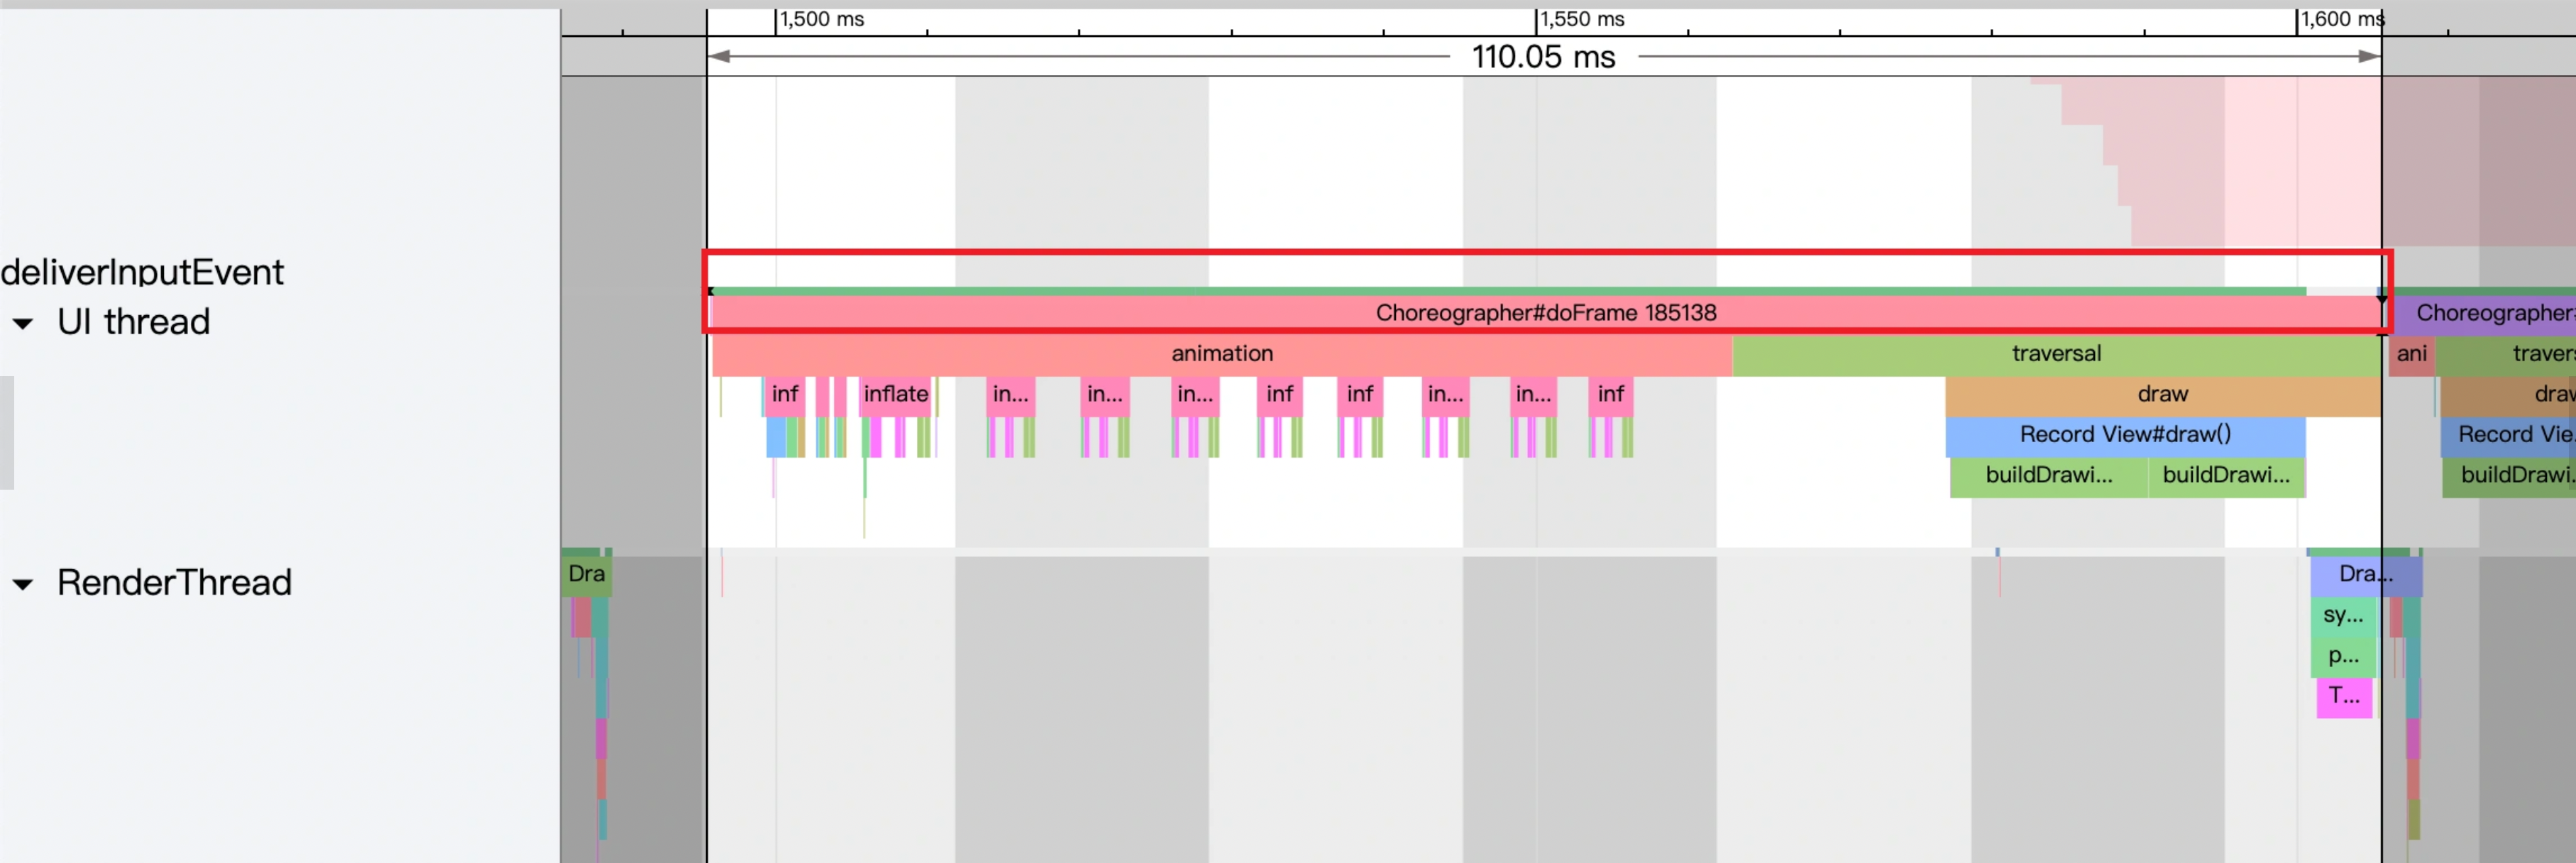 1,500 ms 1,550 ms 1,600 ms
110.05 ms
deliverInputEvent
UI thread
Choreographer#doFrame 185138 Choreographer#
animation traversal ani traver
inf inflate in... in... in... inf inf in... in... inf draw draw
Record View#draw() Record Vie.
buildDrawi... buildDrawi... buildDrawi.
RenderThread
Dra Dra...
sy...
p...
T...